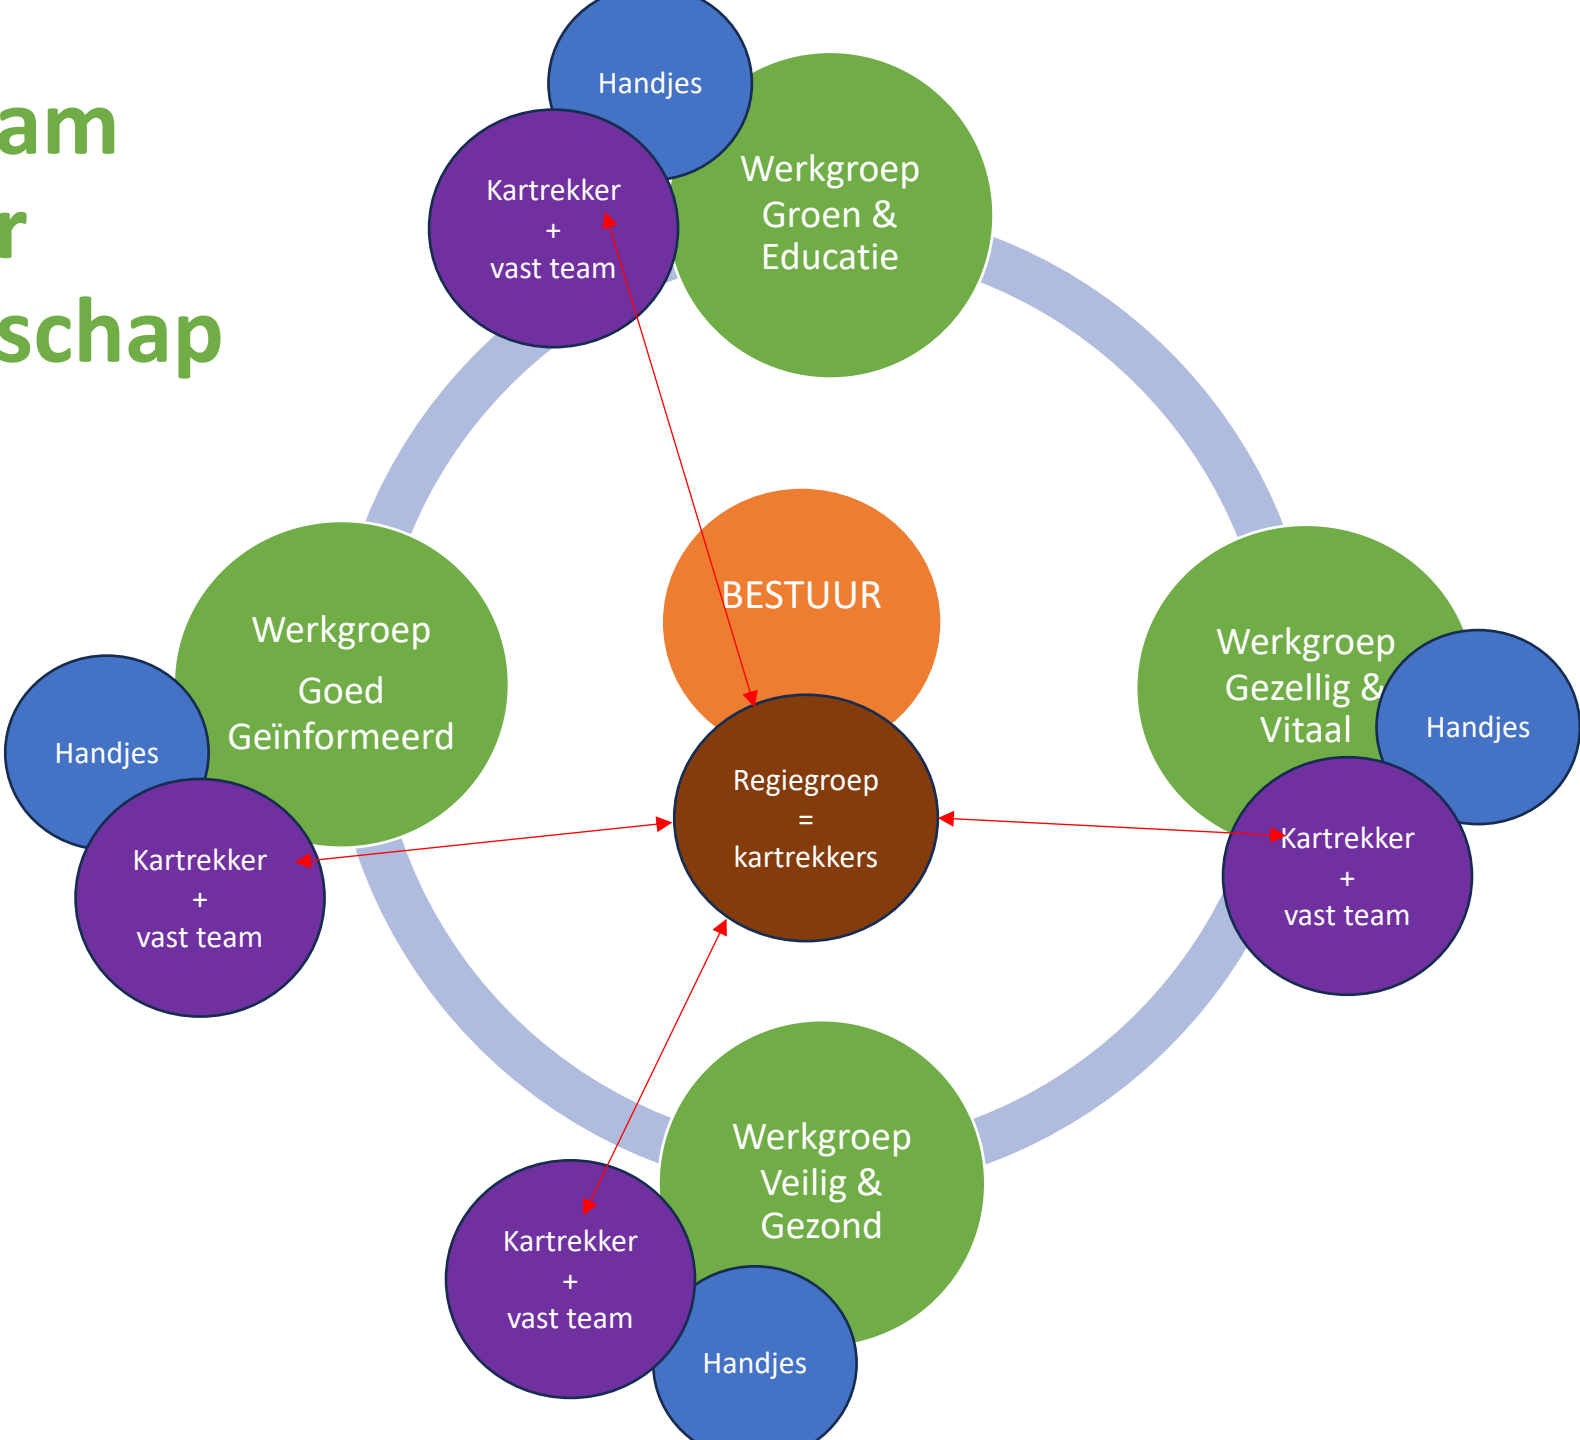 am
r
schap
Handjes
Werkgroep
Groen &
Educatie
Kartrekker
+
vast team
BESTUUR
Regiegroep
=
kartrekkers
Werkgroep
Goed
Geïnformeerd
Handjes
Kartrekker
+
vast team
Werkgroep
Gezellig &
Vitaal
Handjes
Kartrekker
+
vast team
Werkgroep
Veilig &
Gezond
Kartrekker
+
vast team
Handjes